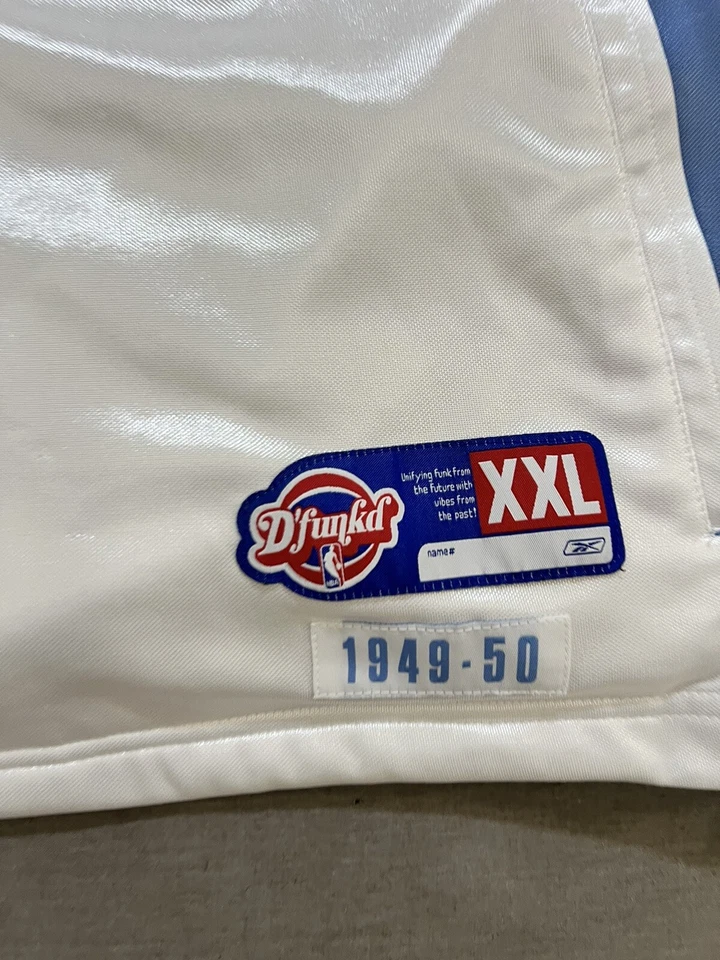 D'funkd
NBA
Unifying funk from
the future with
vibes from
the past!
XXL
name#
1949-50